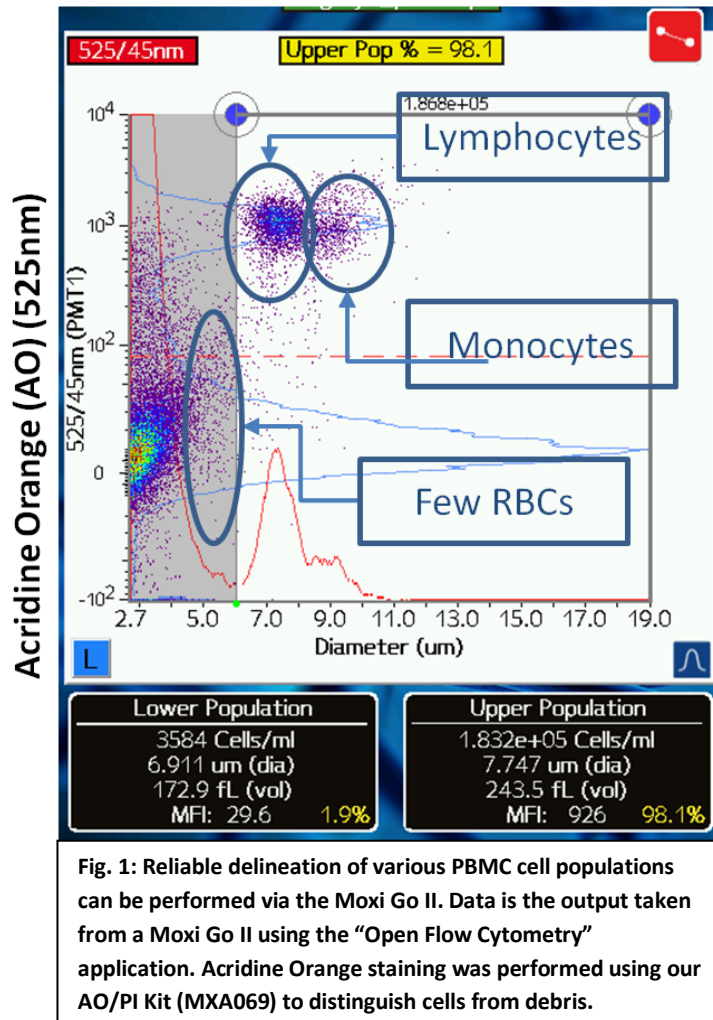 525/45nm
Upper Pop % = 98.1
1.868e+05
Lymphocytes
Monocytes
Few RBCs
Acridine Orange (AO) (525nm)
525/45nm (PMT1)
10⁴
10³
10²
0
-10²
2.7 5.0 7.0 9.0 11.0 13.0 15.0 17.0 19.0
Diameter (um)
L
Lower Population
3584 Cells/ml
6.911 um (dia)
172.9 fL (vol)
MFI: 29.6 1.9%
Upper Population
1.832e+05 Cells/ml
7.747 um (dia)
243.5 fL (vol)
MFI: 926 98.1%
Fig. 1: Reliable delineation of various PBMC cell populations
can be performed via the Moxi Go II. Data is the output taken
from a Moxi Go II using the “Open Flow Cytometry”
application. Acridine Orange staining was performed using our
AO/PI Kit (MXA069) to distinguish cells from debris.